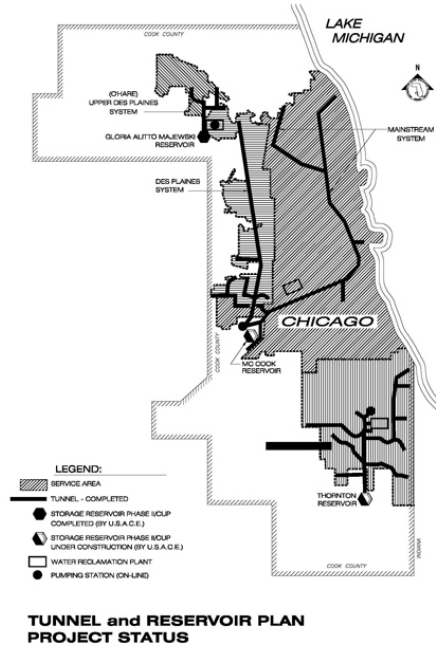 COOK COUNTY
LAKE
MICHIGAN
N
(O'HARE)
UPPER DES PLAINES
SYSTEM
GLORIA ALITTO MAJEWSKI
RESERVOIR
MAINSTREAM
SYSTEM
DES PLAINES
SYSTEM
CHICAGO
COOK COUNTY
MC COOK
RESERVOIR
THORNTON
RESERVOIR
INDIANA
COOK COUNTY
LEGEND:
SERVICE AREA
TUNNEL - COMPLETED
STORAGE RESERVOIR PHASE II/CUP
COMPLETED (BY U.S.A.C.E.)
STORAGE RESERVOIR PHASE II/CUP
UNDER CONSTRUCTION (BY U.S.A.C.E.)
WATER RECLAMATION PLANT
PUMPING STATION (ON-LINE)
TUNNEL and RESERVOIR PLAN
PROJECT STATUS